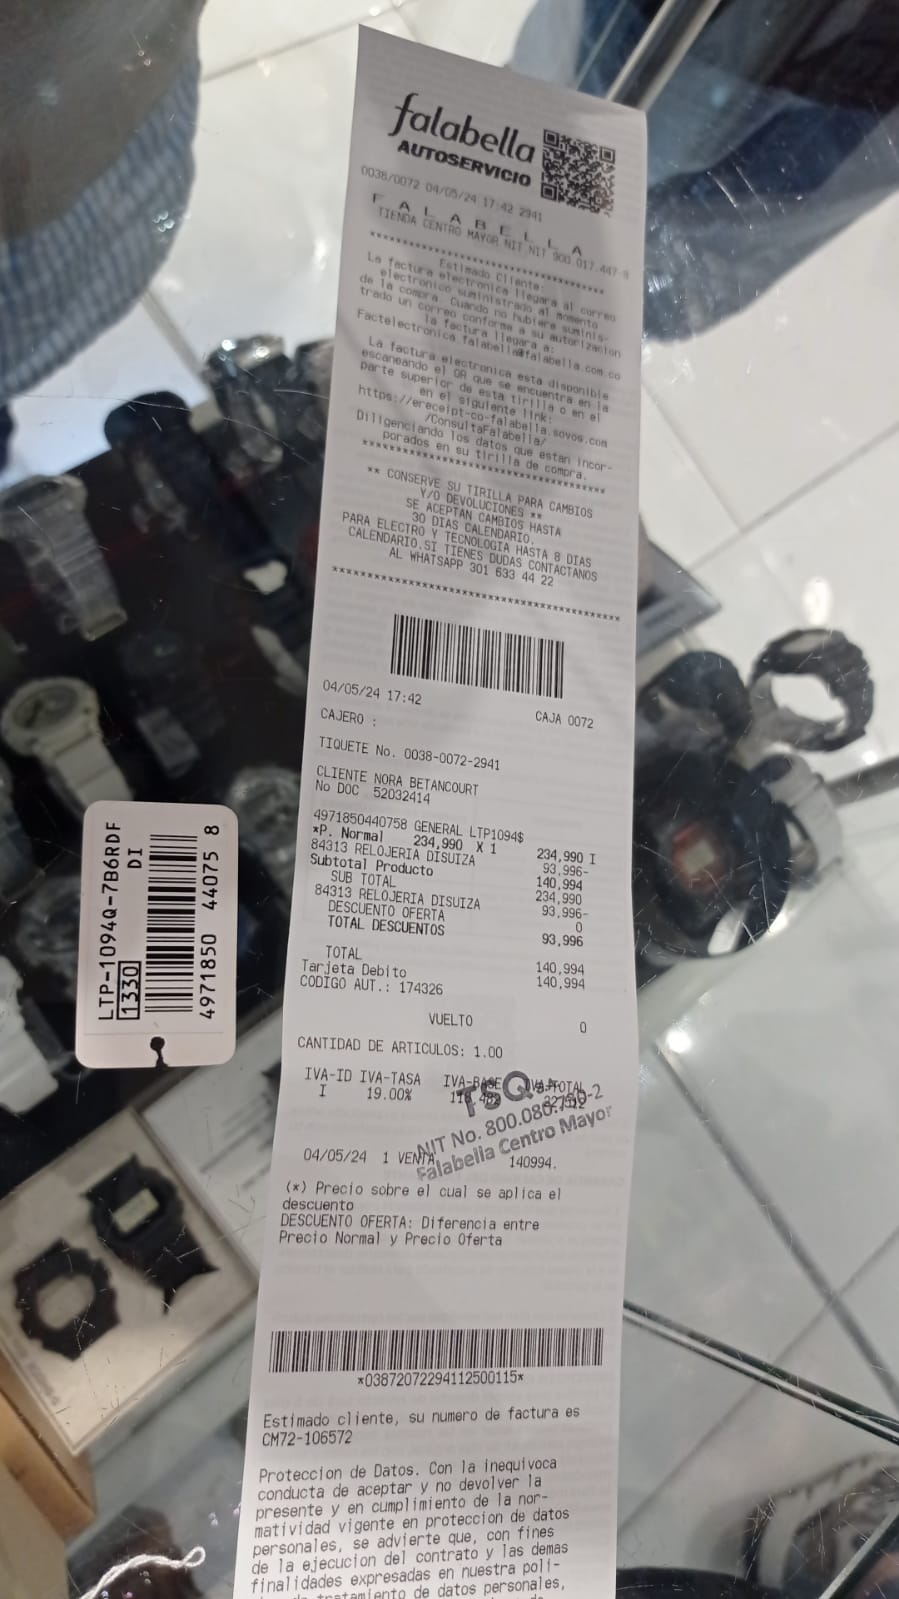 falabella
AUTOSERVICIO
0038/0072 04/05/24 17:42 2941
F A L A B E L L A
TIENDA CENTRO MAYOR NIT NIT 900.017.447-8
******************************
Estimado Cliente:
La factura electronica llegara al correo
electronico suministrado al momento
de la compra. Cuando no hubiere suminis-
trado un correo conforme a su autorizacion
la factura llegara a:
Factelectronica.falabella@falabella.com.co
La factura electronica esta disponible
escaneando el QR que se encuentra en la
parte superior de esta tirilla o en el
en el siguiente link:
https://ereceipt-co-falabella.sovos.com
/ConsultaFalabella/
Diligenciando los datos que estan incor-
porados en su tirilla de compra.
******************************
** CONSERVE SU TIRILLA PARA CAMBIOS
Y/O DEVOLUCIONES **
SE ACEPTAN CAMBIOS HASTA
30 DIAS CALENDARIO.
PARA ELECTRO Y TECNOLOGIA HASTA 8 DIAS
CALENDARIO.SI TIENES DUDAS CONTACTANOS
AL WHATSAPP 301 633 44 22
****************************************
04/05/24 17:42 CAJA 0072
CAJERO :
TIQUETE No. 0038-0072-2941
CLIENTE NORA BETANCOURT
No DOC 52032414
4971850440758 GENERAL LTP1094$
*P. Normal 234,990 X 1 234,990 I
84313 RELOJERIA DISUIZA 93,996-
Subtotal Producto 140,994
SUB TOTAL 234,990
84313 RELOJERIA DISUIZA 93,996-
DESCUENTO OFERTA 0
TOTAL DESCUENTOS 93,996
TOTAL 140,994
Tarjeta Debito 140,994
CODIGO AUT.: 174326
VUELTO 0
CANTIDAD DE ARTICULOS: 1.00
IVA-ID IVA-TASA IVA-BASE IVA-TOTAL
I 19.00%
TSQ
NIT No. 800.086.
Falabella Centro Mayor
04/05/24 1 VENTA 140994.
(*) Precio sobre el cual se aplica el
descuento
DESCUENTO OFERTA: Diferencia entre
Precio Normal y Precio Oferta
*03872072294112500115*
Estimado cliente, su numero de factura es
CM72-106572
Proteccion de Datos. Con la inequivoca
conducta de aceptar y no devolver la
presente y en cumplimiento de la nor-
matividad vigente en proteccion de datos
personales, se advierte que, con fines
de la ejecucion del contrato y las demas
finalidades expresadas en nuestra poli-
tratamiento de datos personales,
LTP-1094Q-7B6RDF
DI
1330
4971850 44075 8